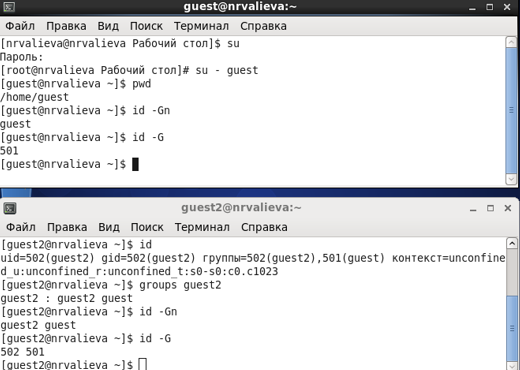 guest@nrvalieva:~
Файл Правка Вид Поиск Терминал Справка
[nrvalieva@nrvalieva Рабочий стол]$ su
Пароль:
[root@nrvalieva Рабочий стол]# su - guest
[guest@nrvalieva ~]$ pwd
/home/guest
[guest@nrvalieva ~]$ id -Gn
guest
[guest@nrvalieva ~]$ id -G
501
[guest@nrvalieva ~]$
guest2@nrvalieva:~
Файл Правка Вид Поиск Терминал Справка
[guest2@nrvalieva ~]$ id
uid=502(guest2) gid=502(guest2) группы=502(guest2),501(guest) контекст=unconfine
d_u:unconfined_r:unconfined_t:s0-s0:c0.c1023
[guest2@nrvalieva ~]$ groups guest2
guest2 : guest2 guest
[guest2@nrvalieva ~]$ id -Gn
guest2 guest
[guest2@nrvalieva ~]$ id -G
502 501
[guest2@nrvalieva ~]$